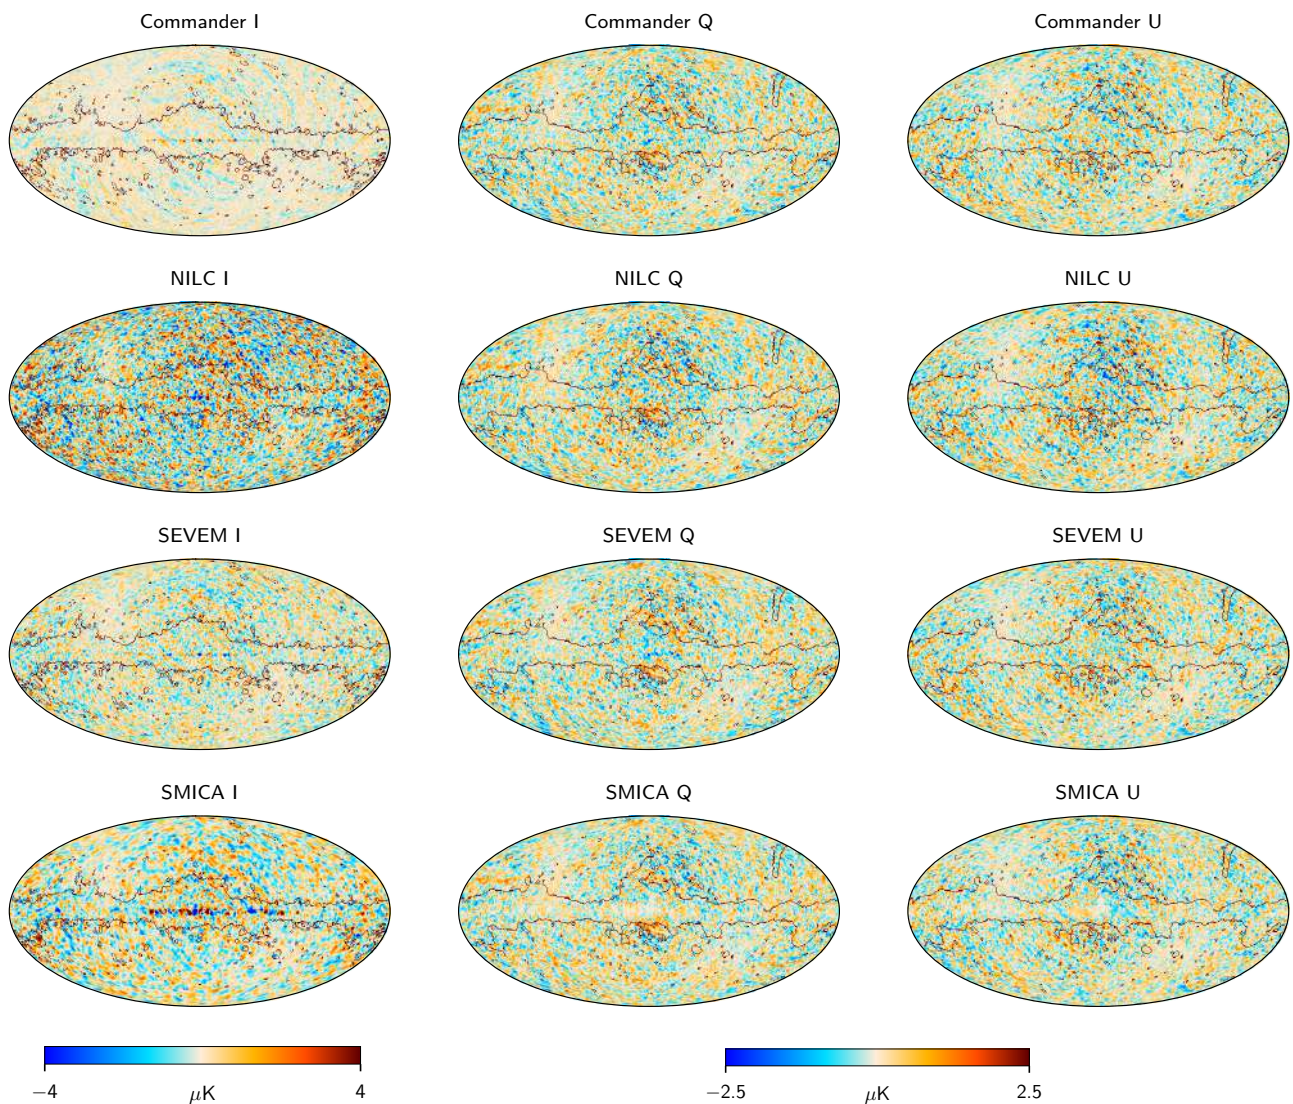 Commander I
Commander Q
Commander U
NILC I
NILC Q
NILC U
SEVEM I
SEVEM Q
SEVEM U
SMICA I
SMICA Q
SMICA U
−4 μK 4
−2.5 μK 2.5